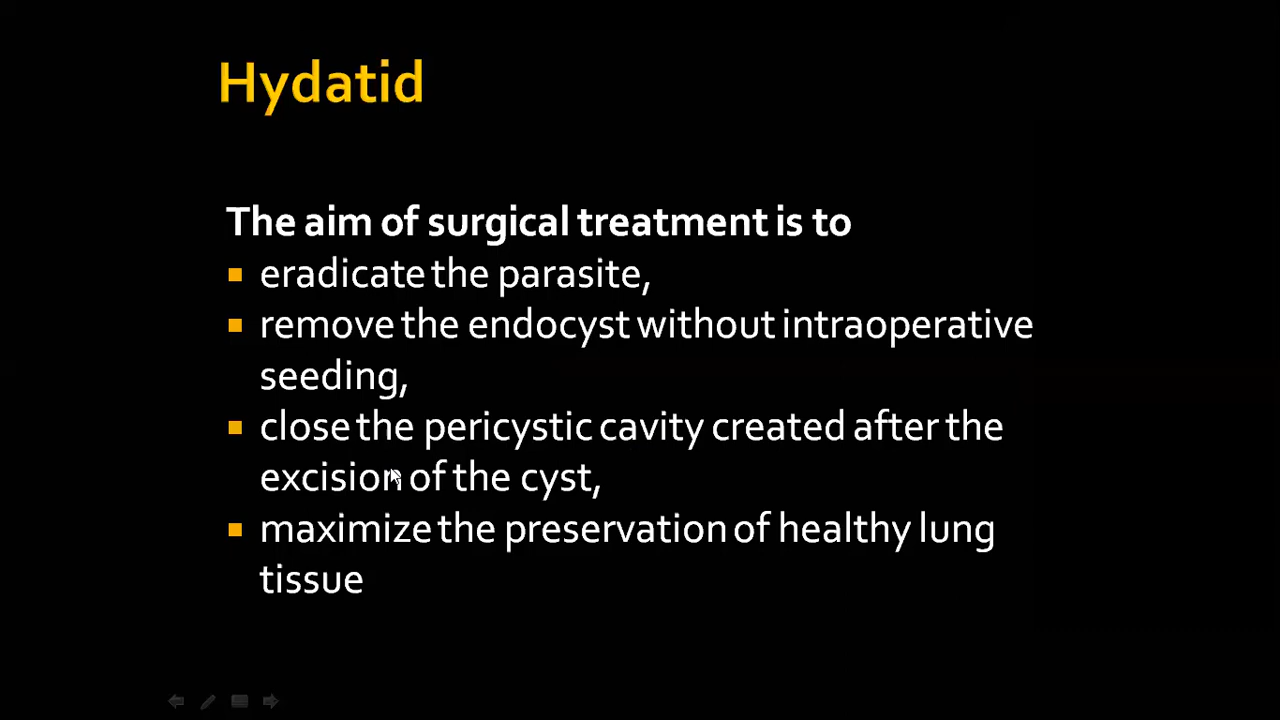 Hydatid
The aim of surgical treatment is to
eradicate the parasite,
remove the endocyst without intraoperative
seeding,
close the pericystic cavity created after the
excision of the cyst,
maximize the preservation of healthy lung
tissue